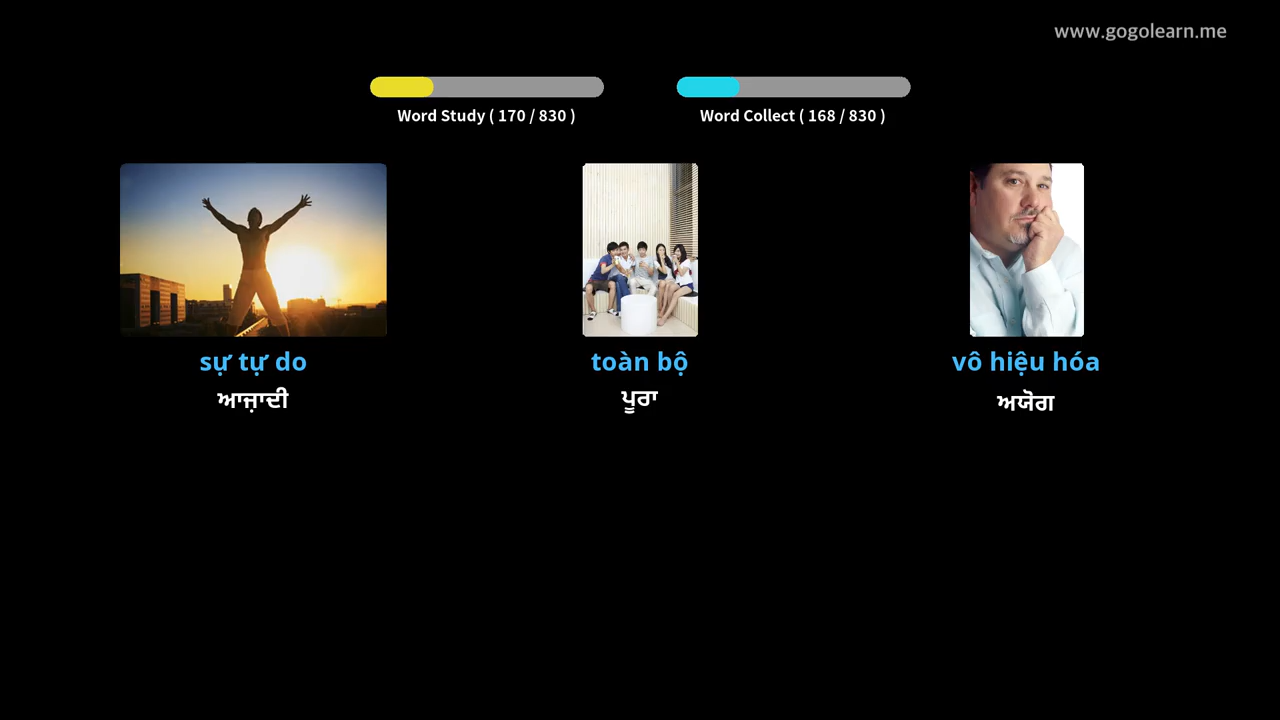 www.gogolearn.me
Word Study ( 170 / 830 )
Word Collect ( 168 / 830 )
sự tự do
ਆਜ਼ਾਦੀ
toàn bộ
ਪੂਰਾ
vô hiệu hóa
ਅਯੋਗ